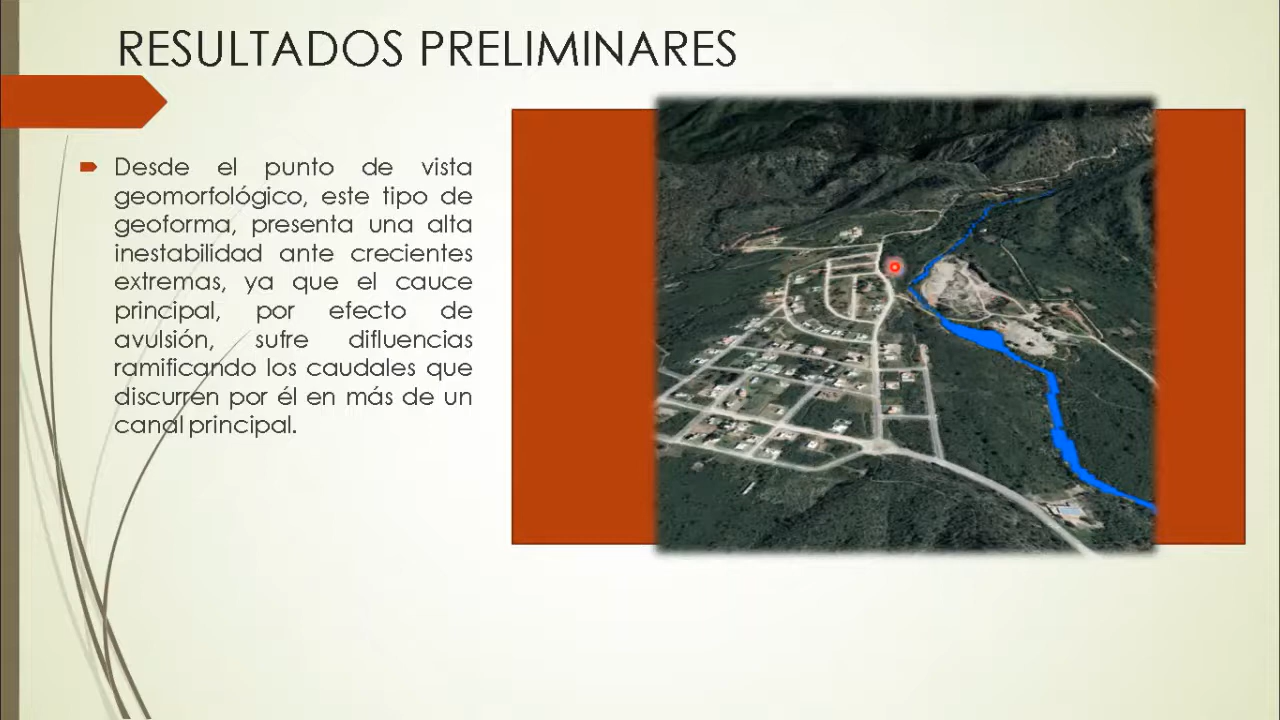 RESULTADOS PRELIMINARES
Desde el punto de vista
geomorfológico, este tipo de
geoforma, presenta una alta
inestabilidad ante crecientes
extremas, ya que el cauce
principal, por efecto de
avulsión, sufre difluencias
ramificando los caudales que
discurren por él en más de un
canal principal.